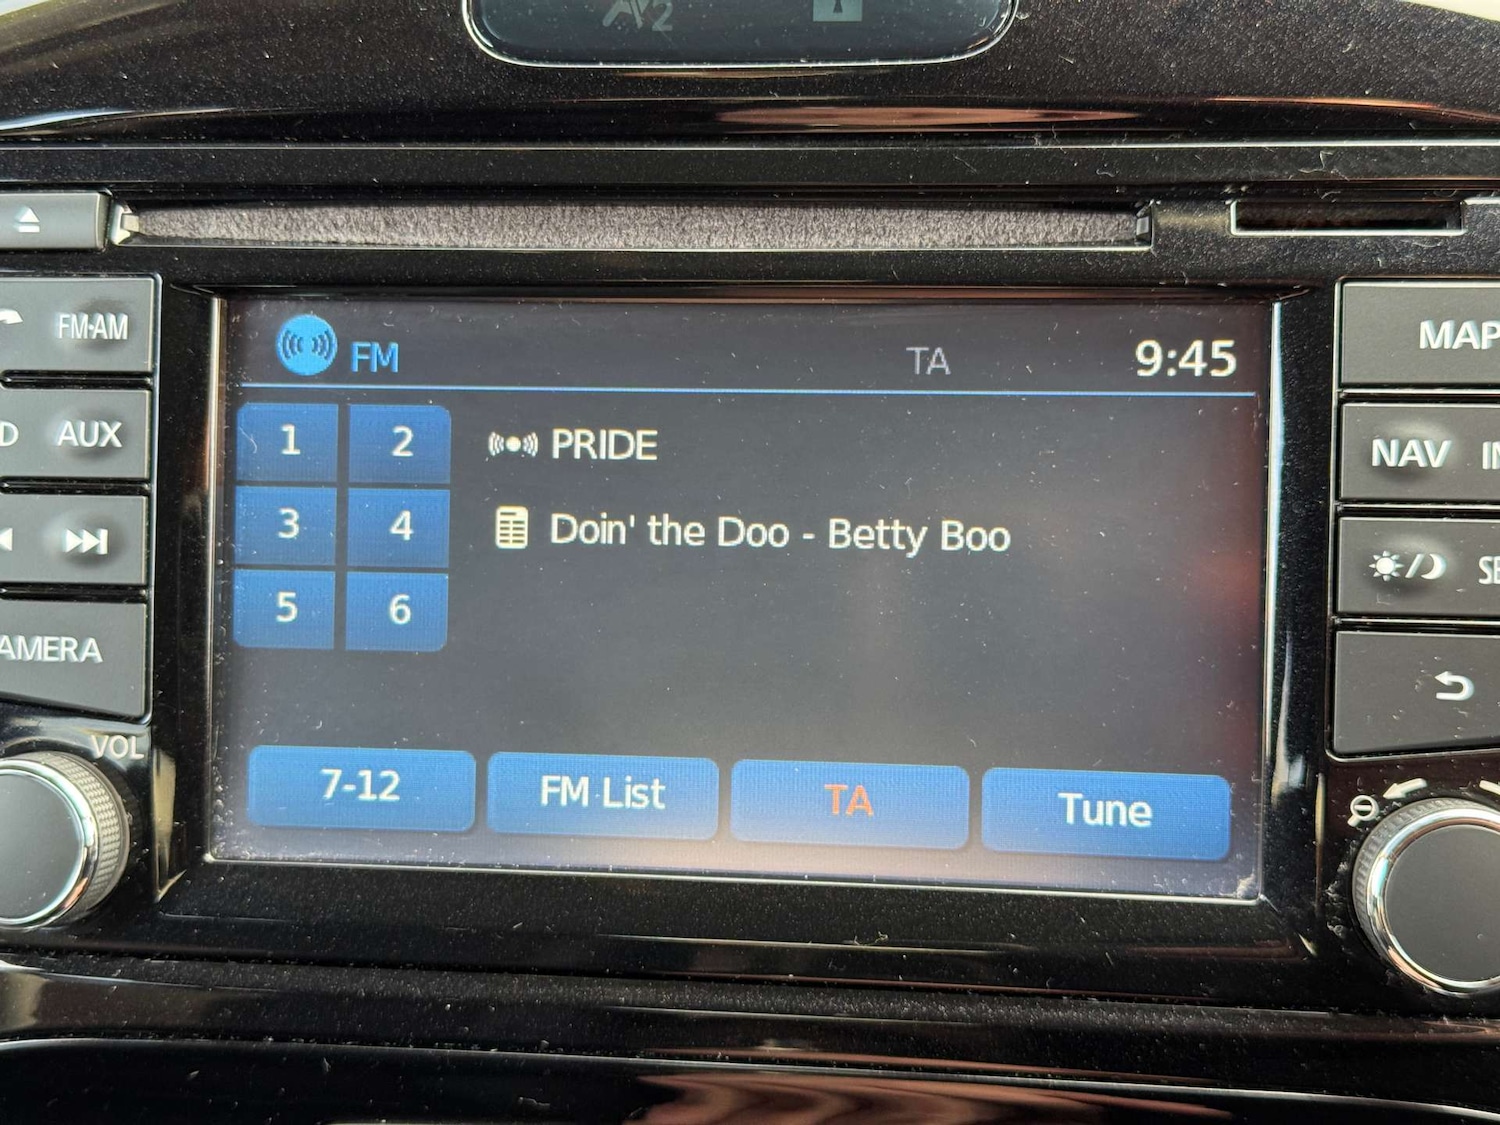 FM·AM
AUX
VOL
FM
TA
9:45
1
2
3
4
5
6
PRIDE
Doin' the Doo - Betty Boo
7-12
FM List
TA
Tune
MAP
NAV